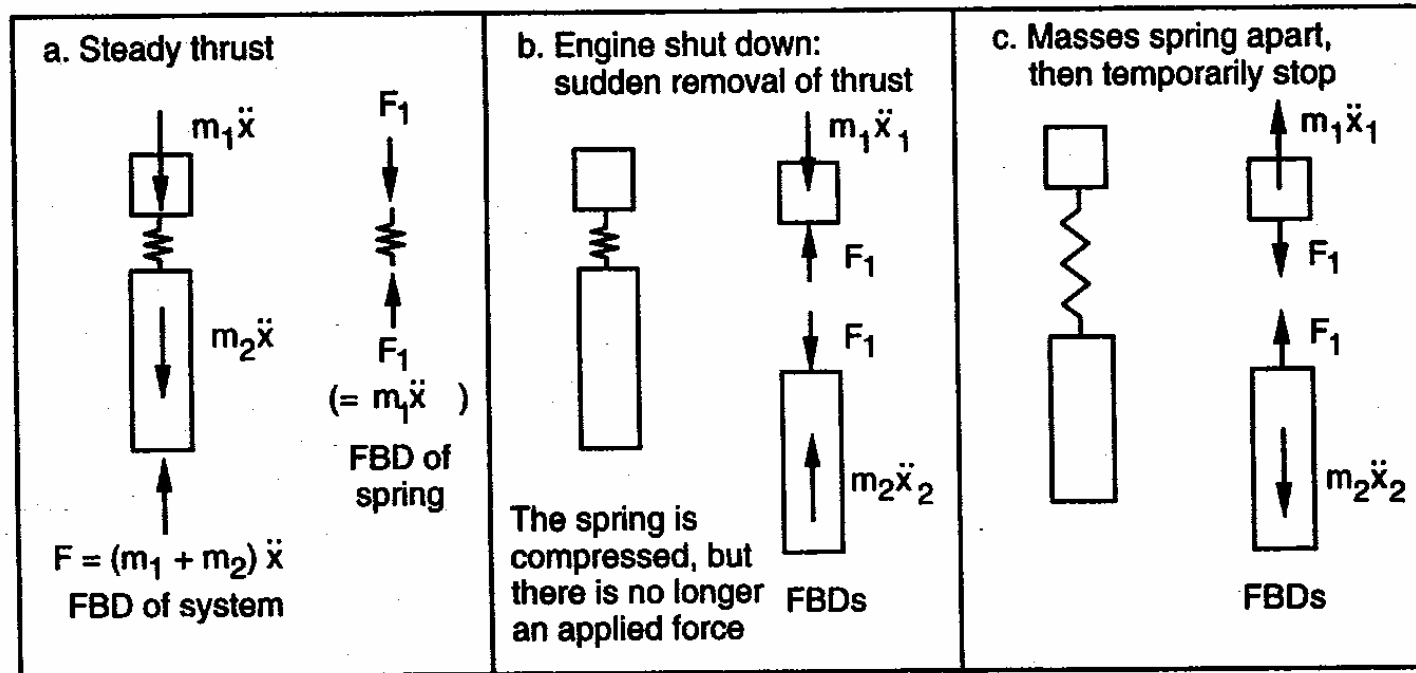 a. Steady thrust
m₁ẍ
F₁
m₂ẍ
F₁
(= m₁ẍ )
FBD of
spring
F = (m₁ + m₂) ẍ
FBD of system
b. Engine shut down:
sudden removal of thrust
m₁ẍ₁
F₁
F₁
m₂ẍ₂
The spring is
compressed, but
there is no longer
an applied force
FBDs
c. Masses spring apart,
then temporarily stop
m₁ẍ₁
F₁
F₁
m₂ẍ₂
FBDs